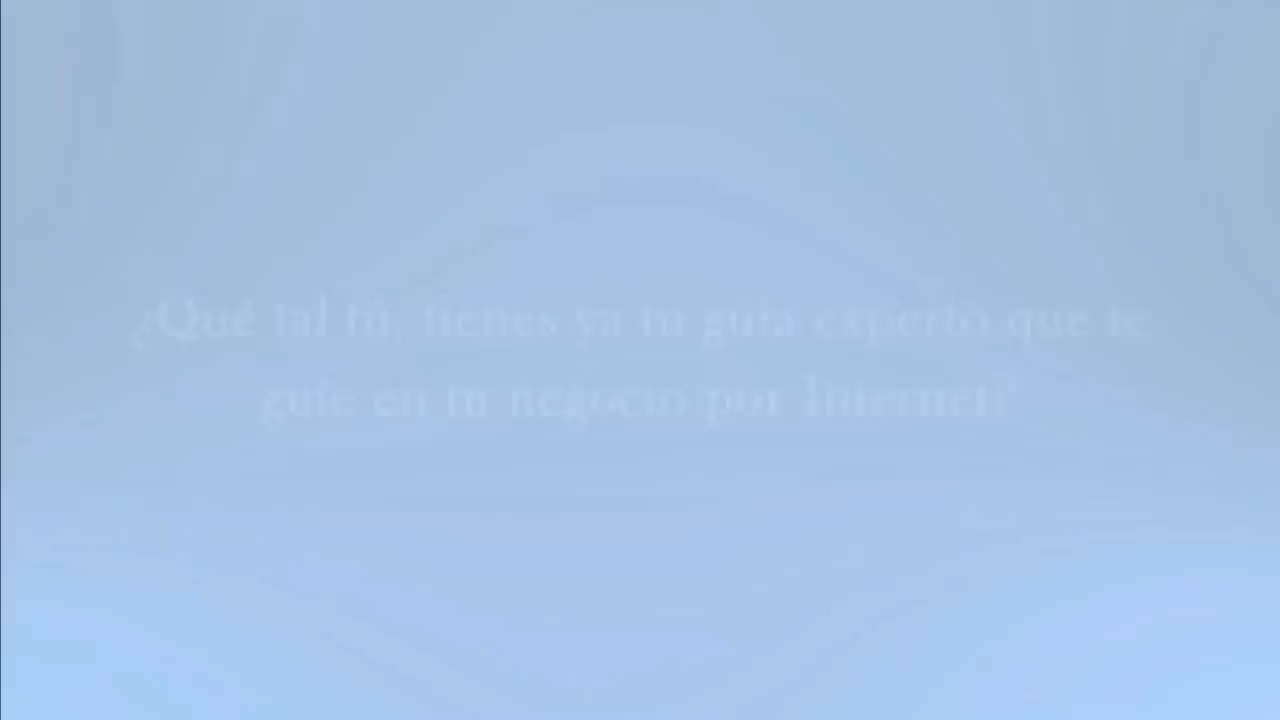 ¿Qué tal tú, tienes ya tu guía experto que te
guíe en tu negocio por Internet?